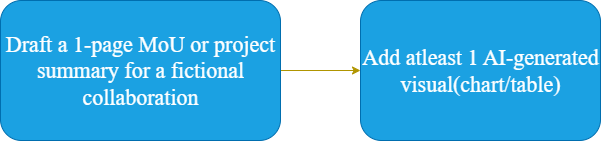 Draft a 1-page MoU or project
summary for a fictional
collaboration
Add atleast 1 AI-generated
visual(chart/table)